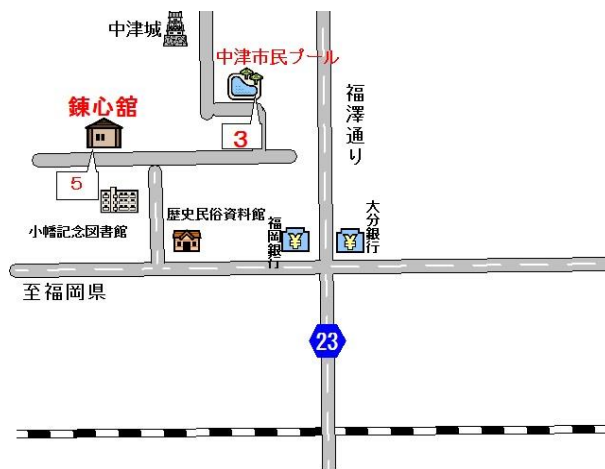 中津城
中津市民プール
錬心舘
3
5
福澤通り
小幡記念図書館
歴史民俗資料館
福岡銀行
¥
大分銀行
¥
至福岡県
23